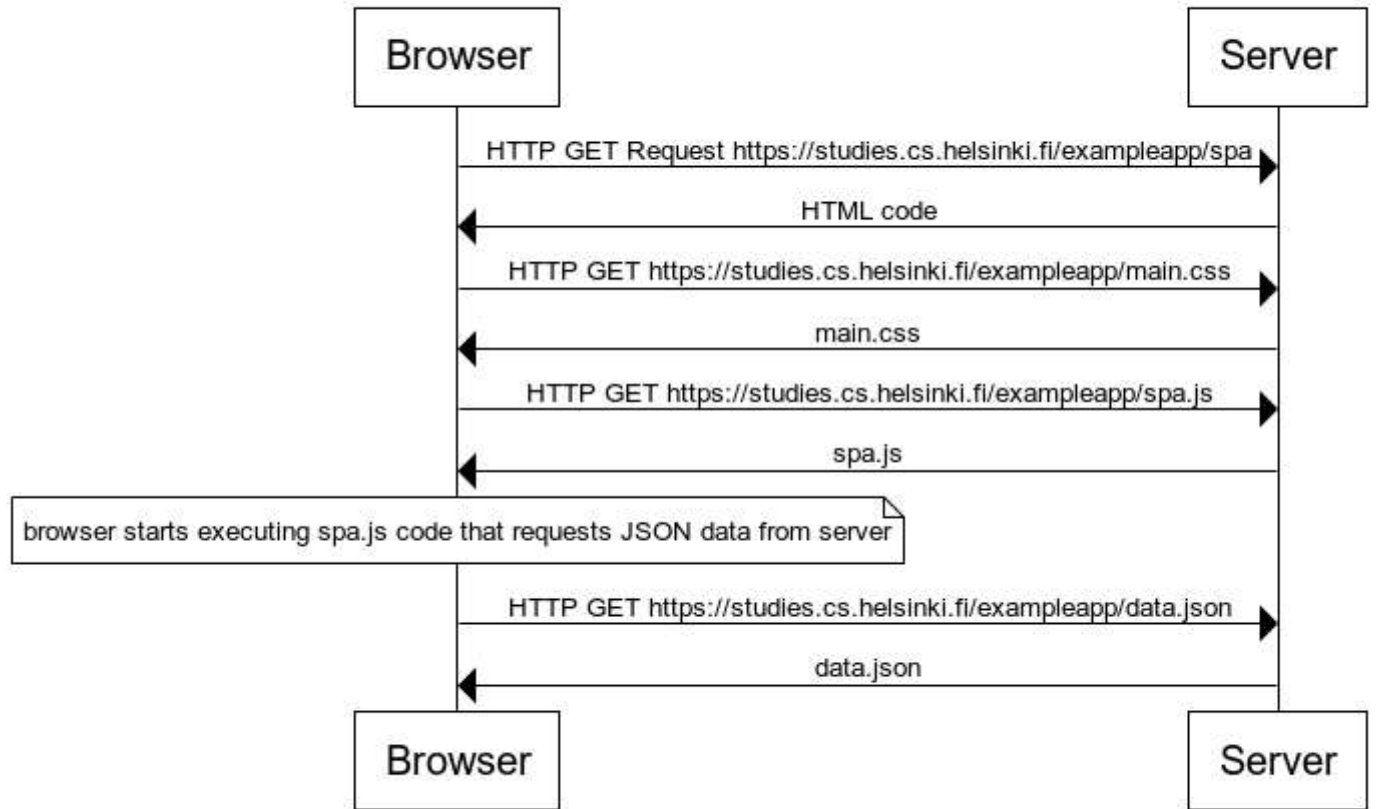 Browser
Server
HTTP GET Request https://studies.cs.helsinki.fi/exampleapp/spa
HTML code
HTTP GET https://studies.cs.helsinki.fi/exampleapp/main.css
main.css
HTTP GET https://studies.cs.helsinki.fi/exampleapp/spa.js
spa.js
browser starts executing spa.js code that requests JSON data from server
HTTP GET https://studies.cs.helsinki.fi/exampleapp/data.json
data.json
Browser
Server